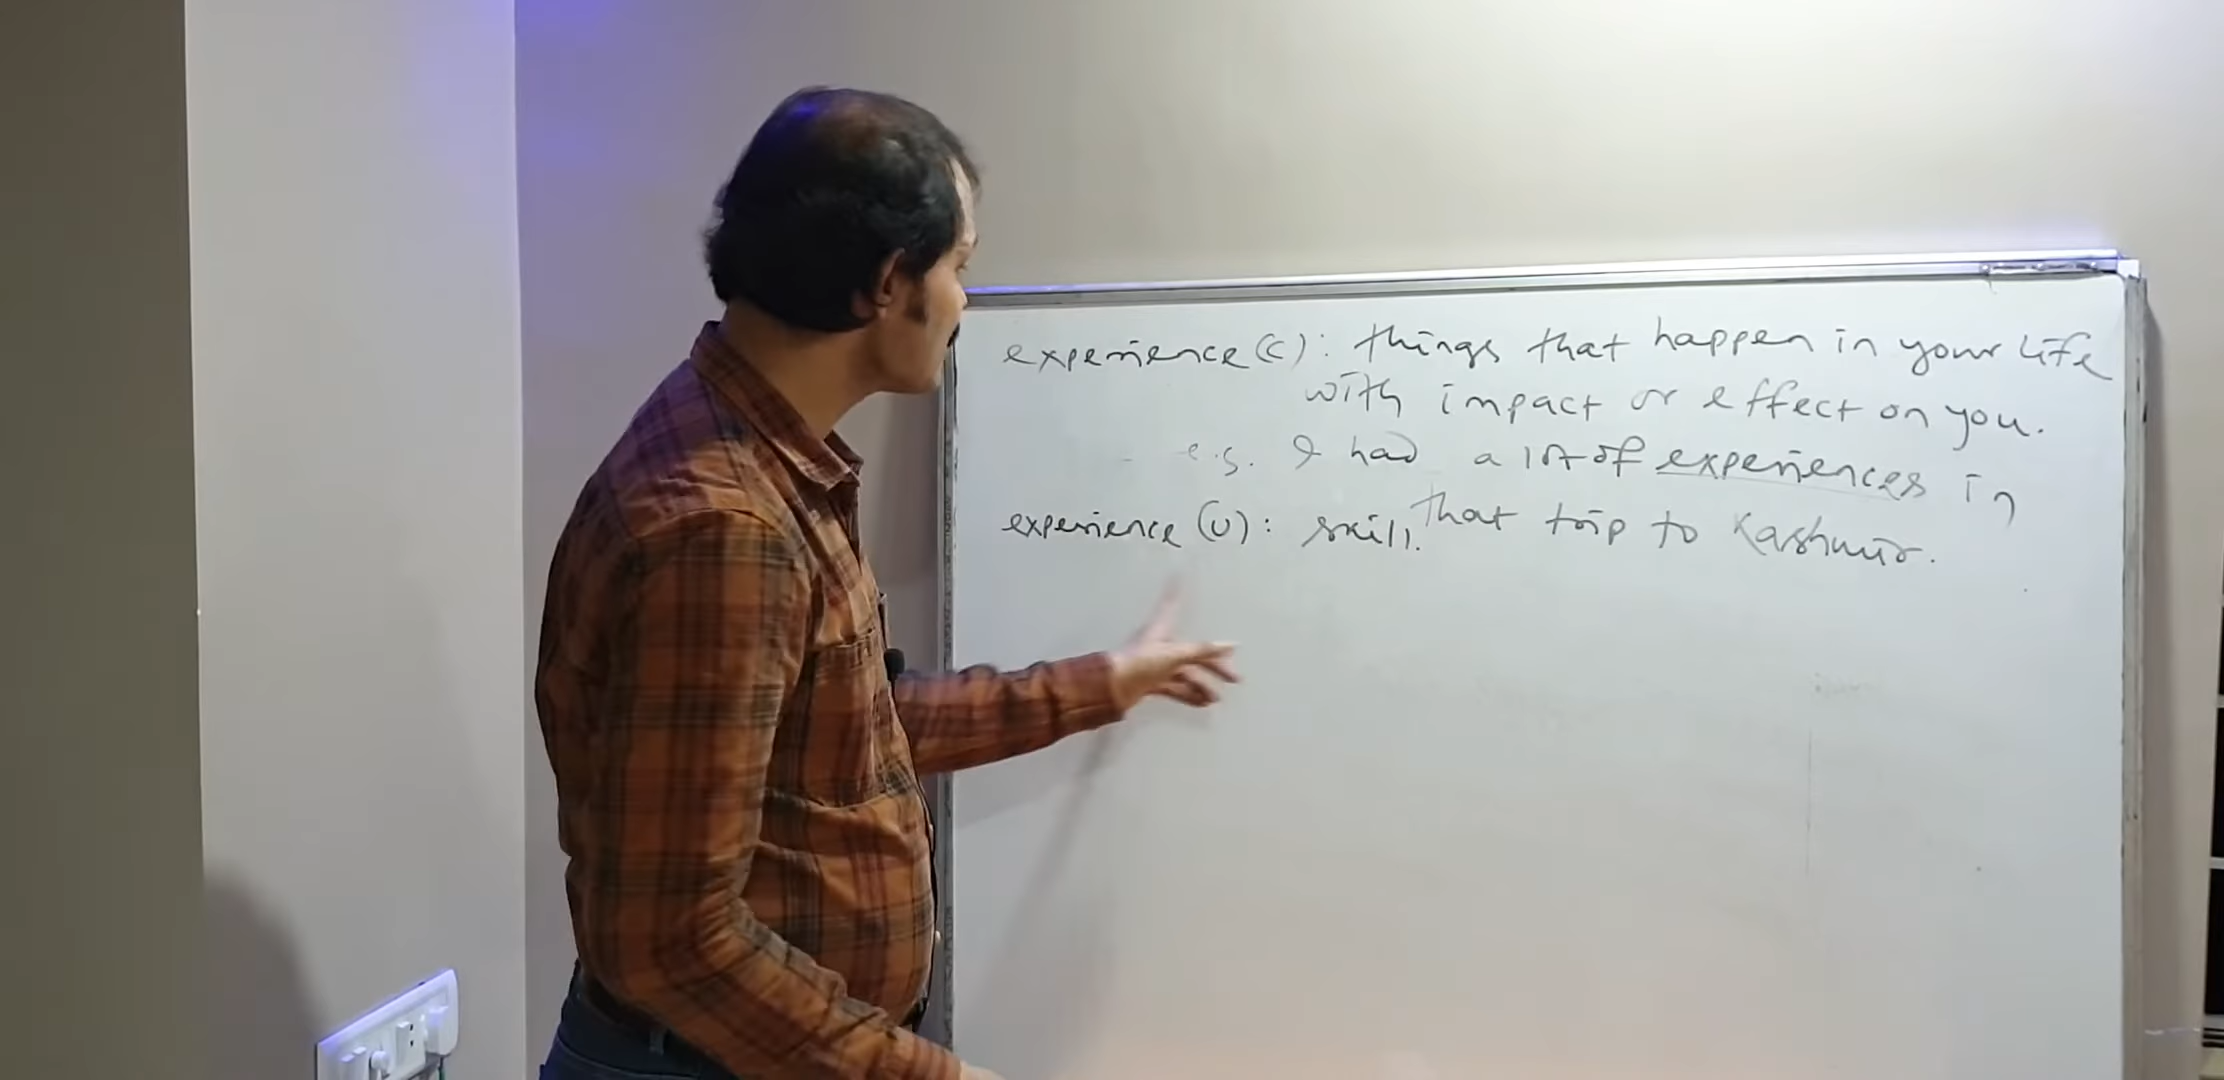 experience (C): things that happen in your life
with impact or effect on you.
e.g. I had a lot of experiences in
that trip to Kashmir.
experience (U): skill.